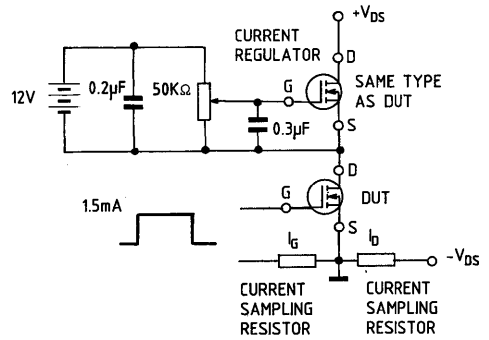 +VDS
CURRENT
REGULATOR
D
12V
0.2µF
50KΩ
G
SAME TYPE
AS DUT
0.3µF
S
D
1.5mA
G
DUT
S
IG
ID
-VDS
CURRENT
SAMPLING
RESISTOR
CURRENT
SAMPLING
RESISTOR